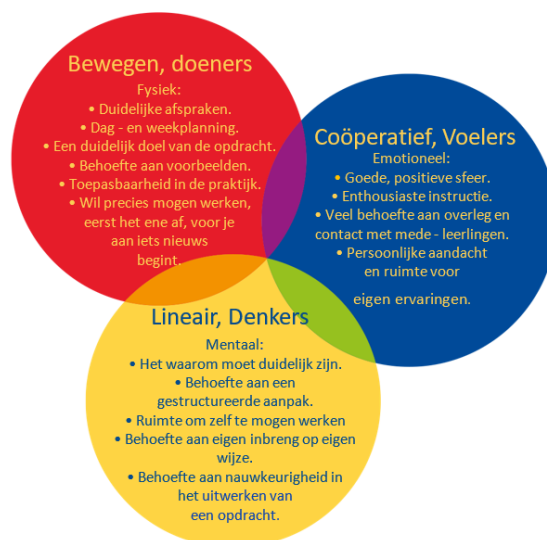 Bewegen, doeners
Fysiek:
• Duidelijke afspraken.
• Dag - en weekplanning.
• Een duidelijk doel van de opdracht.
• Behoefte aan voorbeelden.
• Toepasbaarheid in de praktijk.
• Wil precies mogen werken,
eerst het ene af, voor je
aan iets nieuws
begint.
Coöperatief, Voelers
Emotioneel:
• Goede, positieve sfeer.
• Enthousiaste instructie.
• Veel behoefte aan overleg en
contact met mede - leerlingen.
• Persoonlijke aandacht
en ruimte voor
eigen ervaringen.
Lineair, Denkers
Mentaal:
• Het waarom moet duidelijk zijn.
• Behoefte aan een
gestructureerde aanpak.
• Ruimte om zelf te mogen werken
• Behoefte aan eigen inbreng op eigen
wijze.
• Behoefte aan nauwkeurigheid in
het uitwerken van
een opdracht.